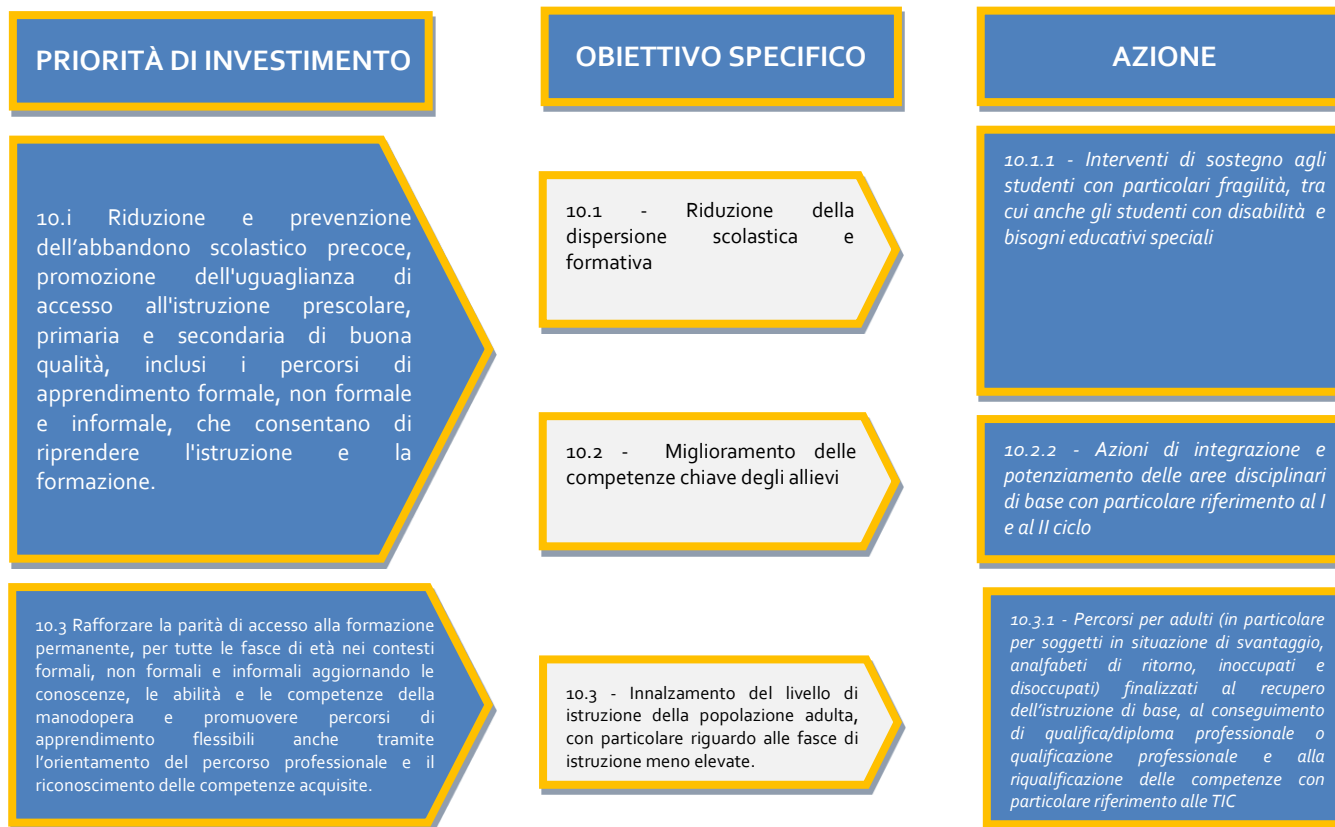 PRIORITÀ DI INVESTIMENTO
OBIETTIVO SPECIFICO
AZIONE
10.i Riduzione e prevenzione
dell’abbandono scolastico precoce,
promozione dell'uguaglianza di
accesso all'istruzione prescolare,
primaria e secondaria di buona
qualità, inclusi i percorsi di
apprendimento formale, non formale
e informale, che consentano di
riprendere l'istruzione e la
formazione.
10.1 - Riduzione della
dispersione scolastica e
formativa
10.1.1 - Interventi di sostegno agli
studenti con particolari fragilità, tra
cui anche gli studenti con disabilità e
bisogni educativi speciali
10.2 - Miglioramento delle
competenze chiave degli allievi
10.2.2 - Azioni di integrazione e
potenziamento delle aree disciplinari
di base con particolare riferimento al I
e al II ciclo
10.3 Rafforzare la parità di accesso alla formazione
permanente, per tutte le fasce di età nei contesti
formali, non formali e informali aggiornando le
conoscenze, le abilità e le competenze della
manodopera e promuovere percorsi di
apprendimento flessibili anche tramite
l’orientamento del percorso professionale e il
riconoscimento delle competenze acquisite.
10.3 - Innalzamento del livello di
istruzione della popolazione adulta,
con particolare riguardo alle fasce di
istruzione meno elevate.
10.3.1 - Percorsi per adulti (in particolare
per soggetti in situazione di svantaggio,
analfabeti di ritorno, inoccupati e
disoccupati) finalizzati al recupero
dell’istruzione di base, al conseguimento
di qualifica/diploma professionale o
qualificazione professionale e alla
riqualificazione delle competenze con
particolare riferimento alle TIC